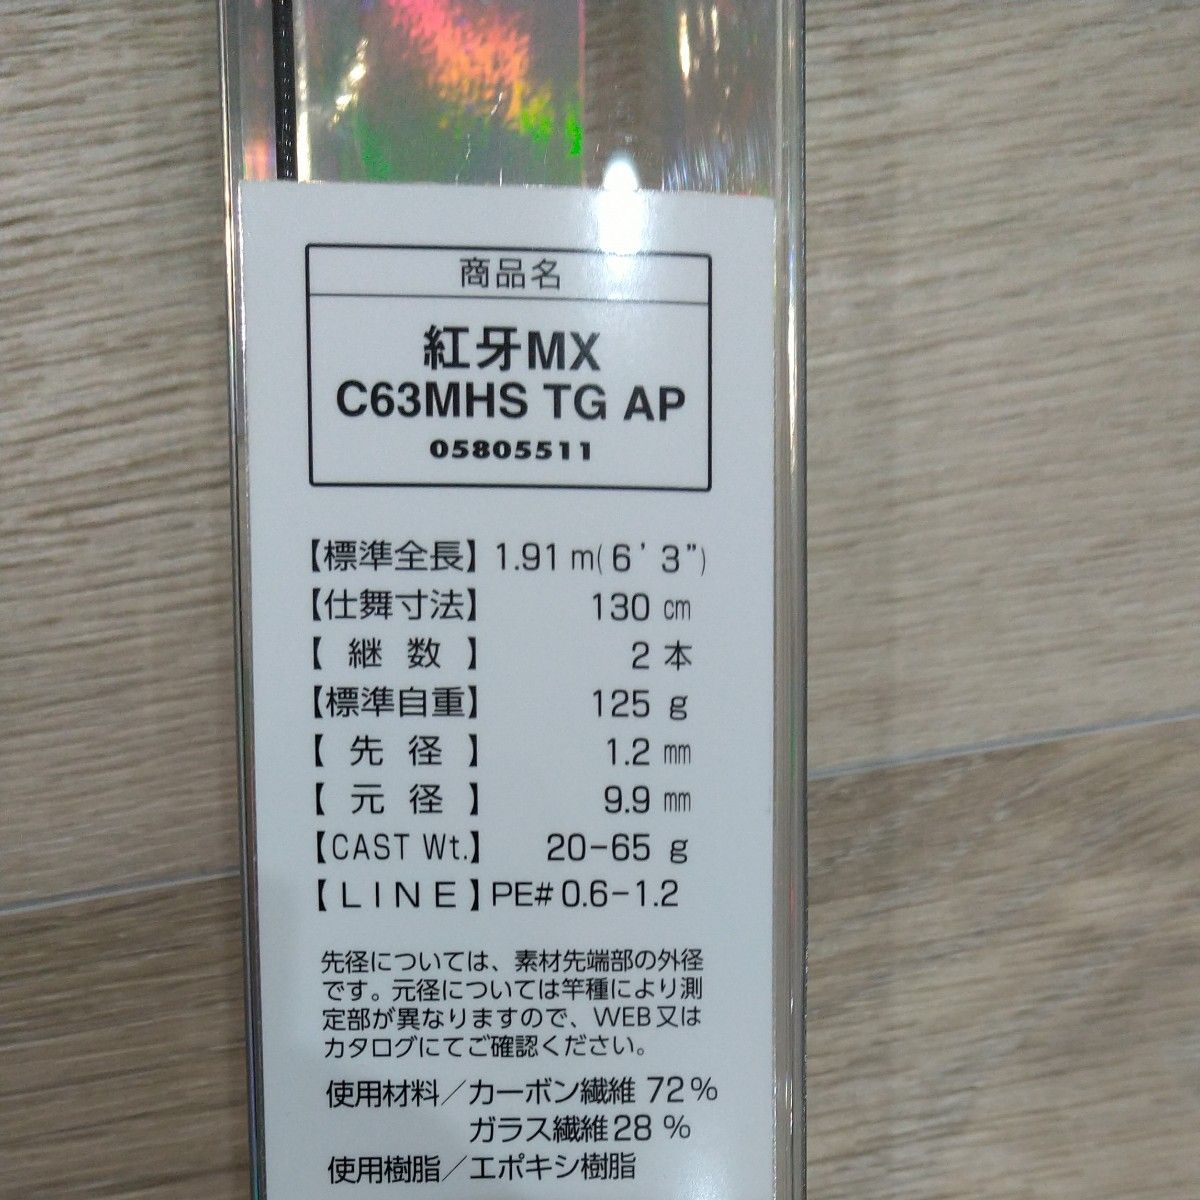 商品名
紅牙MX
C63MHS TG AP
05805511
【標準全長】 1.91 m(6'3")
【仕舞寸法】 130 cm
【継数】 2 本
【標準自重】 125 g
【先径】 1.2 mm
【元径】 9.9 mm
【CAST Wt.】 20-65 g
【LINE】 PE# 0.6-1.2
先径については、素材先端部の外径
です。元径については竿種により測
定部が異なりますので、WEB又は
カタログにてご確認ください。
使用材料/カーボン繊維 72%
ガラス繊維 28 %
使用樹脂/エポキシ樹脂